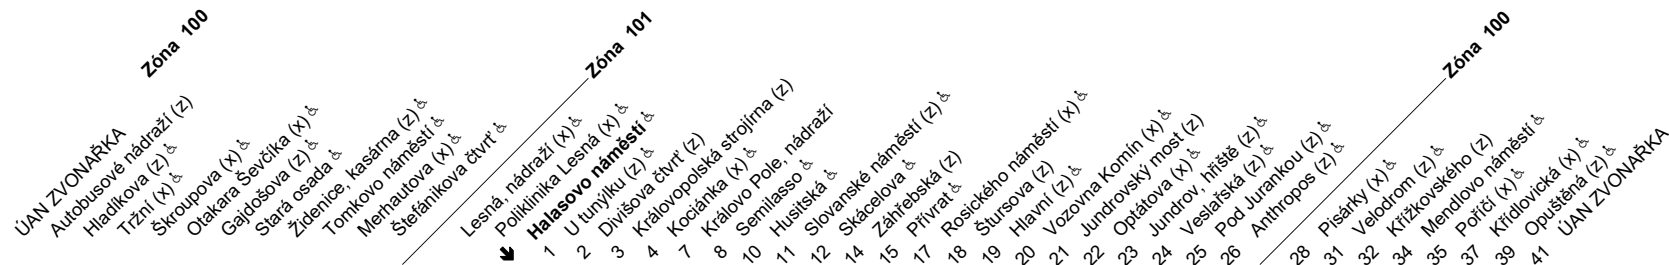 Zóna 100
ÚAN ZVONAŘKA
Autobusové nádraží (z)
Hladíkova (z) ♿
Tržní (x) ♿
Škroupova (x) ♿
Otakara Ševčíka (x) ♿
Gajdošova (z) ♿
Stará osada ♿
Židenice, kasárna (z) ♿
Tomkovo náměstí ♿
Merhautova (x) ♿
Štefánikova čtvrť ♿
Zóna 101
Lesná, nádraží (x) ♿
Poliklinika Lesná (x) ♿
🡿 Halasovo náměstí ♿
1 U tunýlku (z) ♿
2 Divišova čtvrť (z)
3 Královopolská strojírna (z)
4 Kociánka (x) ♿
7 Královo Pole, nádraží
8 Semilasso ♿
10 Husitská ♿
11 Slovanské náměstí (z) ♿
12 Skácelova ♿
14 Záhřebská (z)
15 Přívrat ♿
17 Rosického náměstí (x) ♿
18 Štursova (z)
19 Hlavní (z) ♿
20 Vozovna Komín (x) ♿
21 Jundrovský most (z)
22 Optátova (x) ♿
23 Jundrov, hřiště (z) ♿
24 Veslařská (z) ♿
25 Pod Jurankou (z) ♿
26 Anthropos (z) ♿
Zóna 100
28 Pisárky (x) ♿
31 Velodrom (z) ♿
32 Křížkovského (z)
34 Mendlovo náměstí ♿
35 Poříčí (x) ♿
37 Křídlovická (x) ♿
39 Opuštěná (z) ♿
41 ÚAN ZVONAŘKA